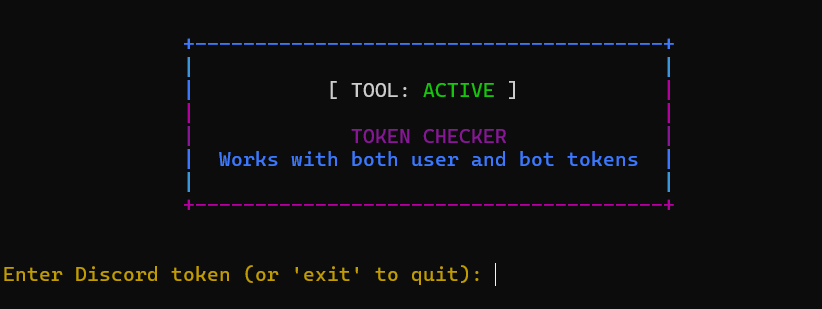 [ TOOL: ACTIVE ]
TOKEN CHECKER
Works with both user and bot tokens
Enter Discord token (or 'exit' to quit):